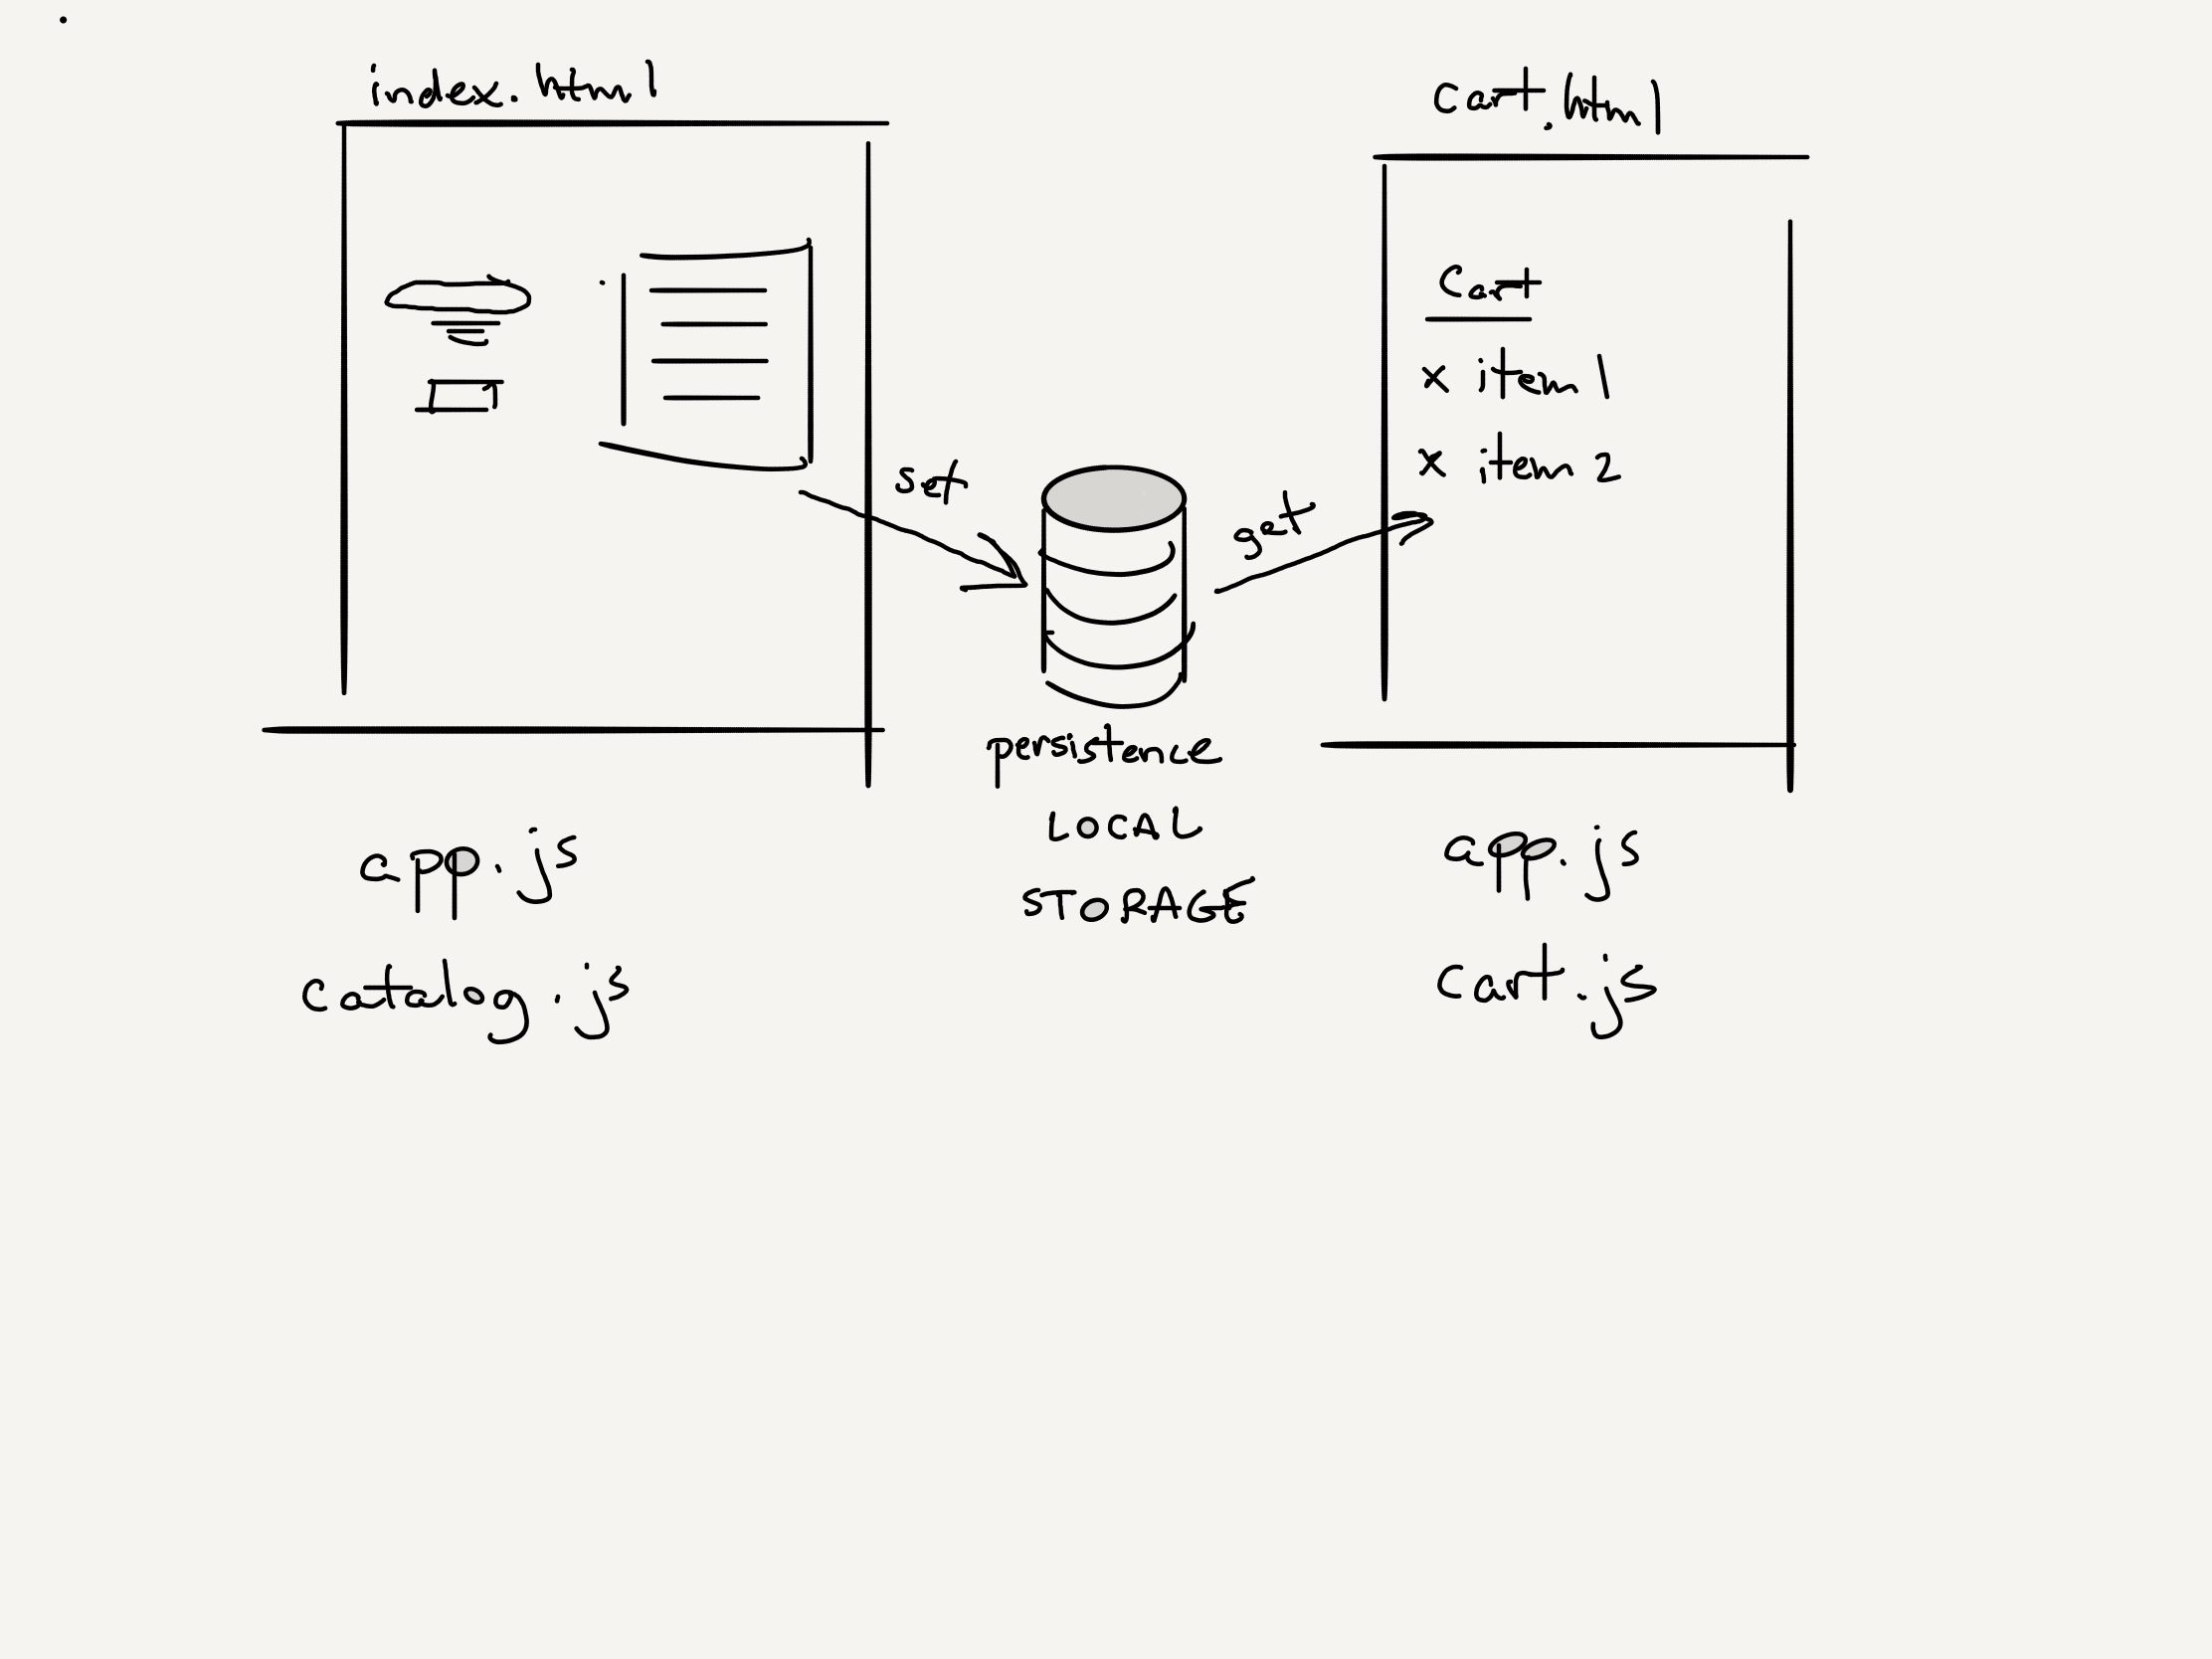 index.html
cart.html
Cart
x item 1
x item 2
set
get
persistence
LOCAL
STORAGE
app.js
catalog.js
app.js
cart.js